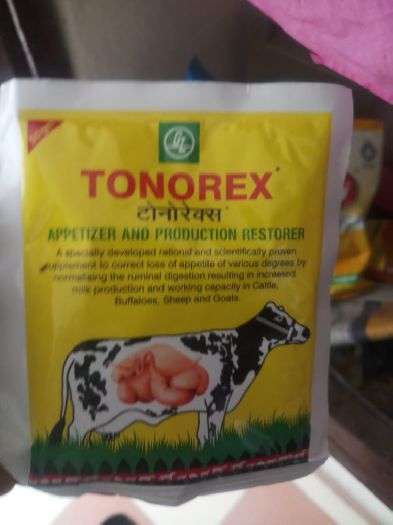 TONOREX
टोनोरेक्स
APPETIZER AND PRODUCTION RESTORER
A specially developed rational and scientifically proven
supplement to correct loss of appetite of various degrees by
normalising the ruminal digestion resulting in increased
milk production and working capacity in Cattle,
Buffaloes, Sheep and Goats.